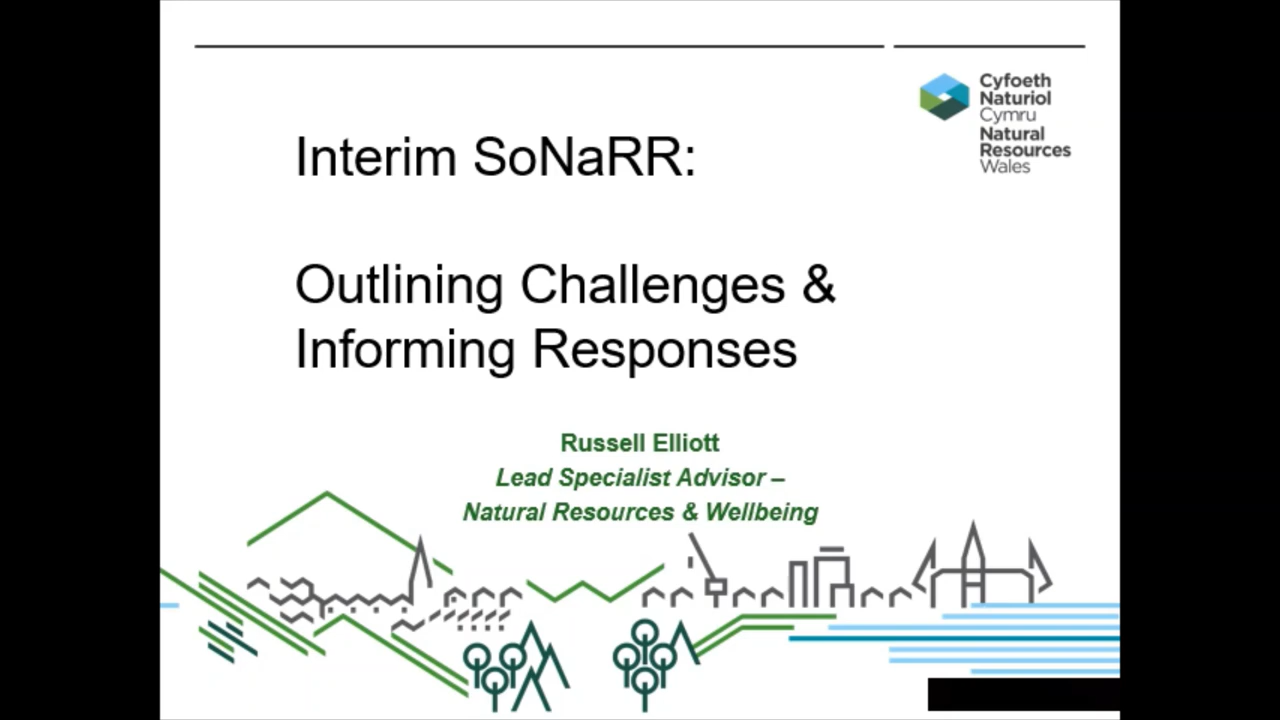 Cyfoeth
Naturiol
Cymru
Natural
Resources
Wales
Interim SoNaRR:
Outlining Challenges &
Informing Responses
Russell Elliott
Lead Specialist Advisor –
Natural Resources & Wellbeing